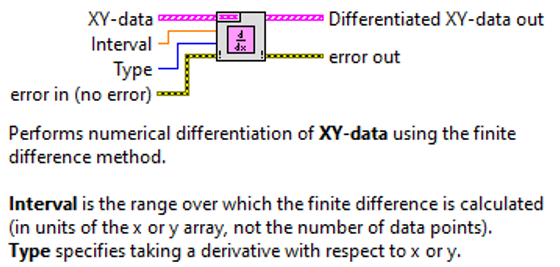 XY-data
Differentiated XY-data out
Interval
d
dx
error out
Type
error in (no error)
Performs numerical differentiation of XY-data using the finite
difference method.
Interval is the range over which the finite difference is calculated
(in units of the x or y array, not the number of data points).
Type specifies taking a derivative with respect to x or y.